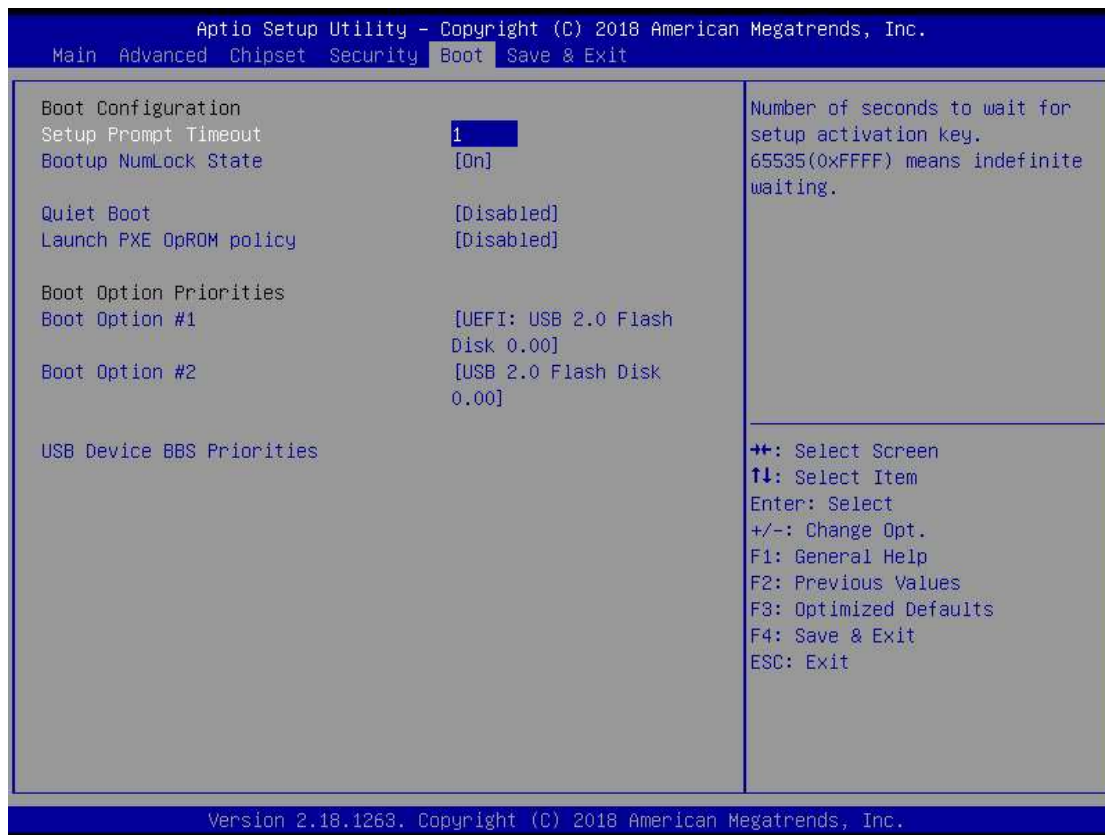 Aptio Setup Utility – Copyright (C) 2018 American Megatrends, Inc.
Main Advanced Chipset Security Boot Save & Exit
Boot Configuration
Setup Prompt Timeout 1
Bootup NumLock State [On]
Quiet Boot [Disabled]
Launch PXE OpROM policy [Disabled]
Boot Option Priorities
Boot Option #1 [UEFI: USB 2.0 Flash
Disk 0.00]
Boot Option #2 [USB 2.0 Flash Disk
0.00]
USB Device BBS Priorities
Number of seconds to wait for
setup activation key.
65535(0xFFFF) means indefinite
waiting.
→←: Select Screen
↑↓: Select Item
Enter: Select
+/-: Change Opt.
F1: General Help
F2: Previous Values
F3: Optimized Defaults
F4: Save & Exit
ESC: Exit
Version 2.18.1263. Copyright (C) 2018 American Megatrends, Inc.